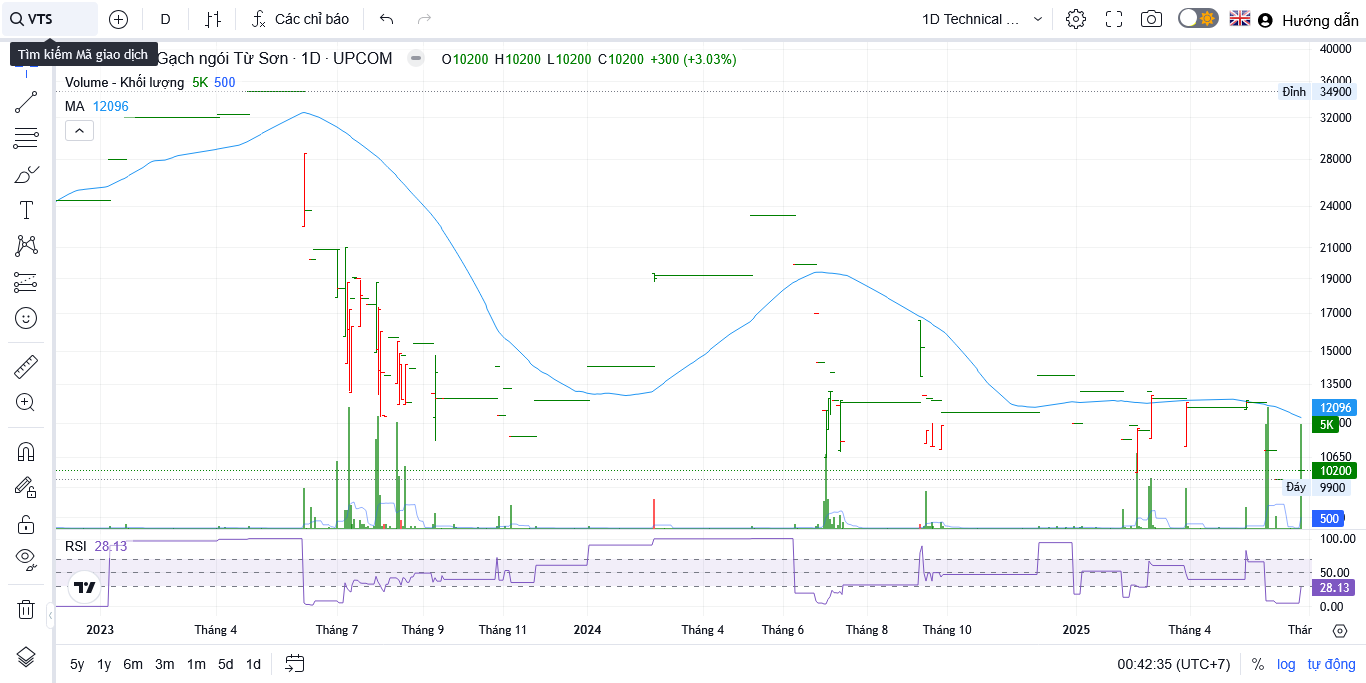 VTS
D
Các chỉ báo
1D Technical ...
Hướng dẫn
Tìm kiếm Mã giao dịch
Gạch ngói Từ Sơn · 1D · UPCOM
O10200 H10200 L10200 C10200 +300 (+3.03%)
Volume - Khối lượng 5K 500
MA 12096
40000
36000
Đỉnh 34900
32000
28000
24000
21000
19000
17000
15000
13500
12096
5K
10650
10200
Đáy 9900
500
RSI 28.13
100.00
50.00
28.13
0.00
2023 Tháng 4 Tháng 7 Tháng 9 Tháng 11 2024 Tháng 4 Tháng 6 Tháng 8 Tháng 10 2025 Tháng 4 Thár
5y 1y 6m 3m 1m 5d 1d
00:42:35 (UTC+7) % log tự động